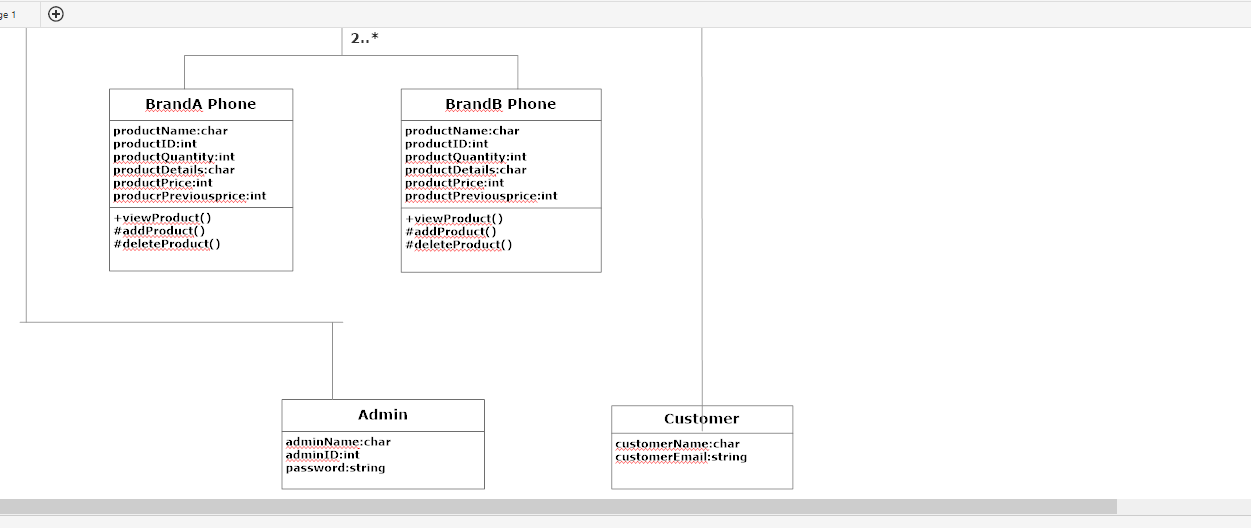 ge 1
2..*
BrandA Phone
productName:char
productID:int
productQuantity:int
productDetails:char
productPrice:int
producrPreviousprice:int
+viewProduct()
#addProduct()
#deleteProduct()
BrandB Phone
productName:char
productID:int
productQuantity:int
productDetails:char
productPrice:int
productPreviousprice:int
+viewProduct()
#addProduct()
#deleteProduct()
Admin
adminName:char
adminID:int
password:string
Customer
customerName:char
customerEmail:string